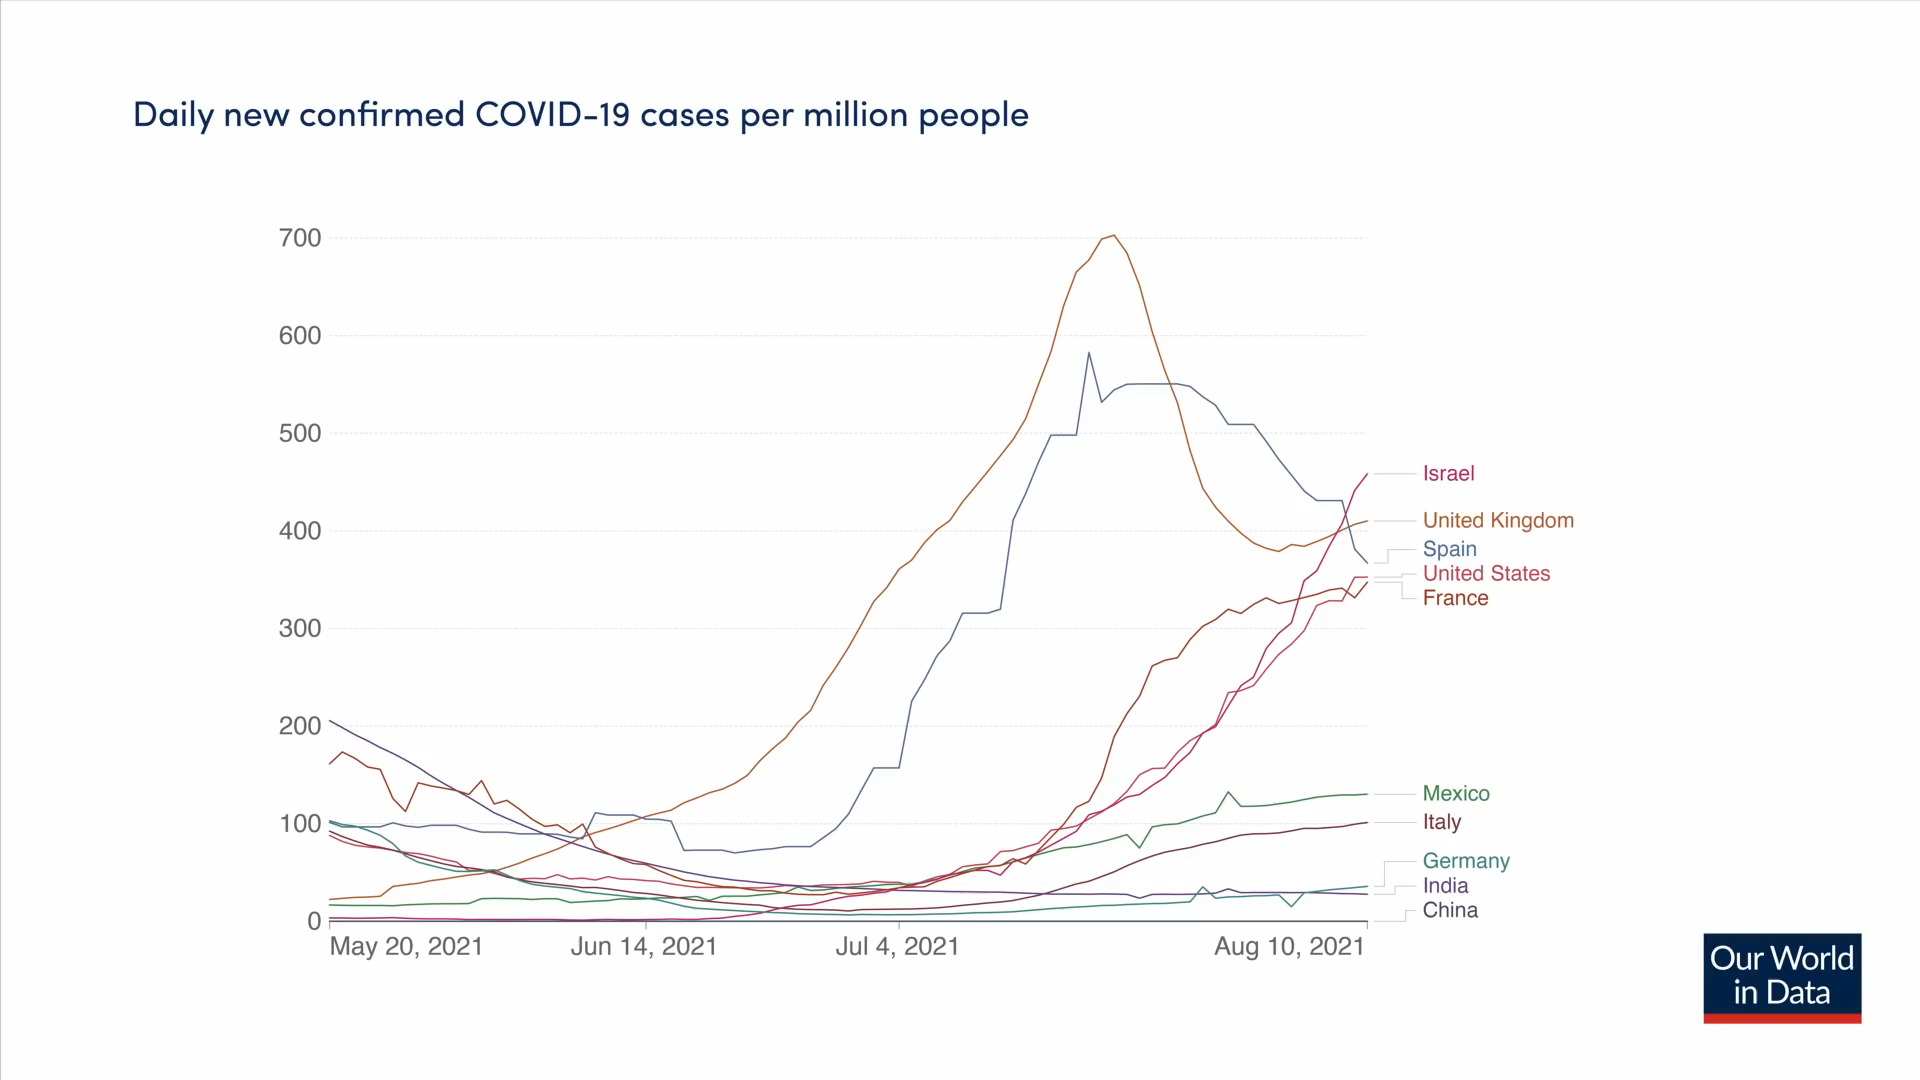 Daily new confirmed COVID-19 cases per million people
700
600
500
400
300
200
100
0
May 20, 2021
Jun 14, 2021
Jul 4, 2021
Aug 10, 2021
Israel
United Kingdom
Spain
United States
France
Mexico
Italy
Germany
India
China
Our World
in Data